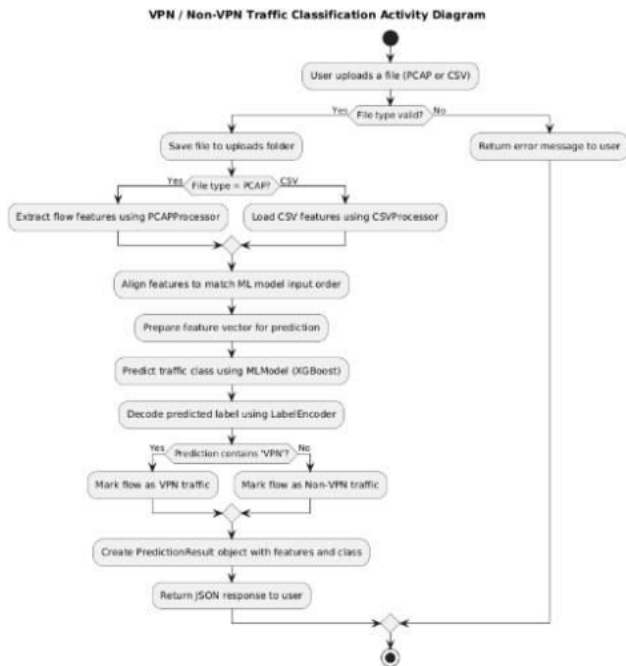 VPN / Non-VPN Traffic Classification Activity Diagram
User uploads a file (PCAP or CSV)
Yes
File type valid?
No
Save file to uploads folder
Return error message to user
Yes
File type = PCAP?
CSV
Extract flow features using PCAPProcessor
Load CSV features using CSVProcessor
Align features to match ML model input order
Prepare feature vector for prediction
Predict traffic class using MLModel (XGBoost)
Decode predicted label using LabelEncoder
Yes
Prediction contains 'VPN'?
No
Mark flow as VPN traffic
Mark flow as Non-VPN traffic
Create PredictionResult object with features and class
Return JSON response to user